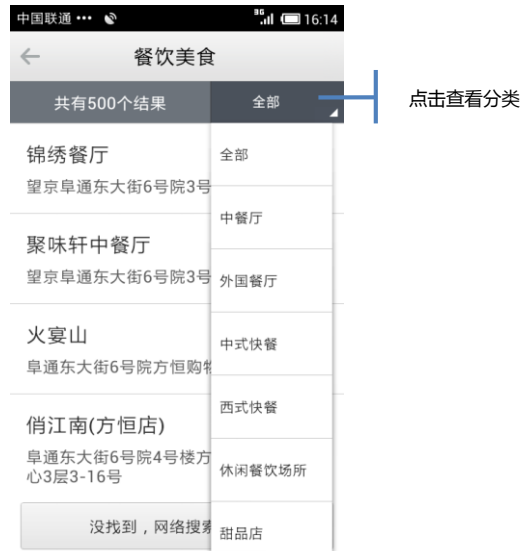 中国联通 ••• 3G 16:14
餐饮美食
共有500个结果 全部
点击查看分类
锦绣餐厅
望京阜通东大街6号院3号
聚味轩中餐厅
望京阜通东大街6号院3号
火宴山
阜通东大街6号院方恒购物
俏江南(方恒店)
阜通东大街6号院4号楼方
心3层3-16号
没找到，网络搜索
全部
中餐厅
外国餐厅
中式快餐
西式快餐
休闲餐饮场所
甜品店